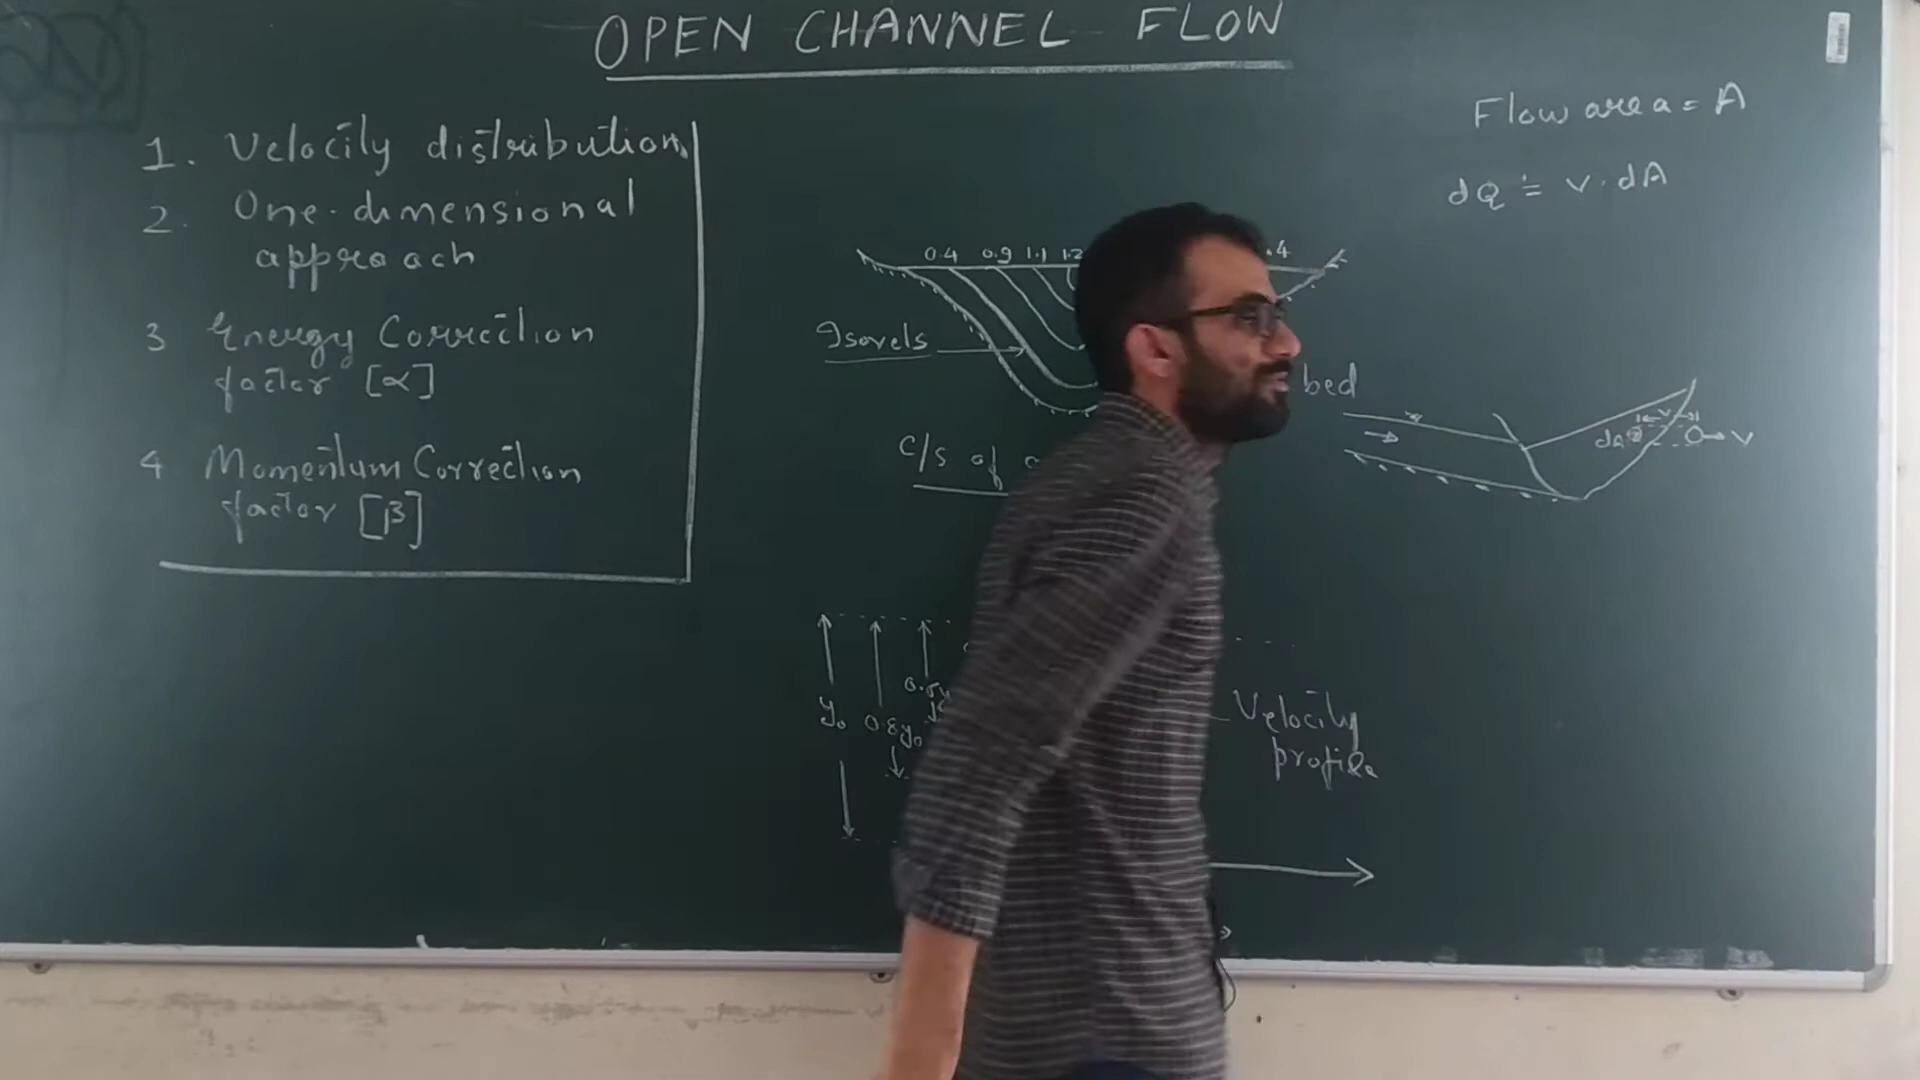 OPEN CHANNEL FLOW
1. Velocity distribution
2. One-dimensional
approach
3 Energy Correction
factor [α]
4 Momentum Correction
factor [β]
0.4 0.9 1.1 1.2
.4
Isovels
bed
C/s of
y₀ 0.8y₀
Velocity
profile
Flow area = A
dQ = v.dA
v
dA
v